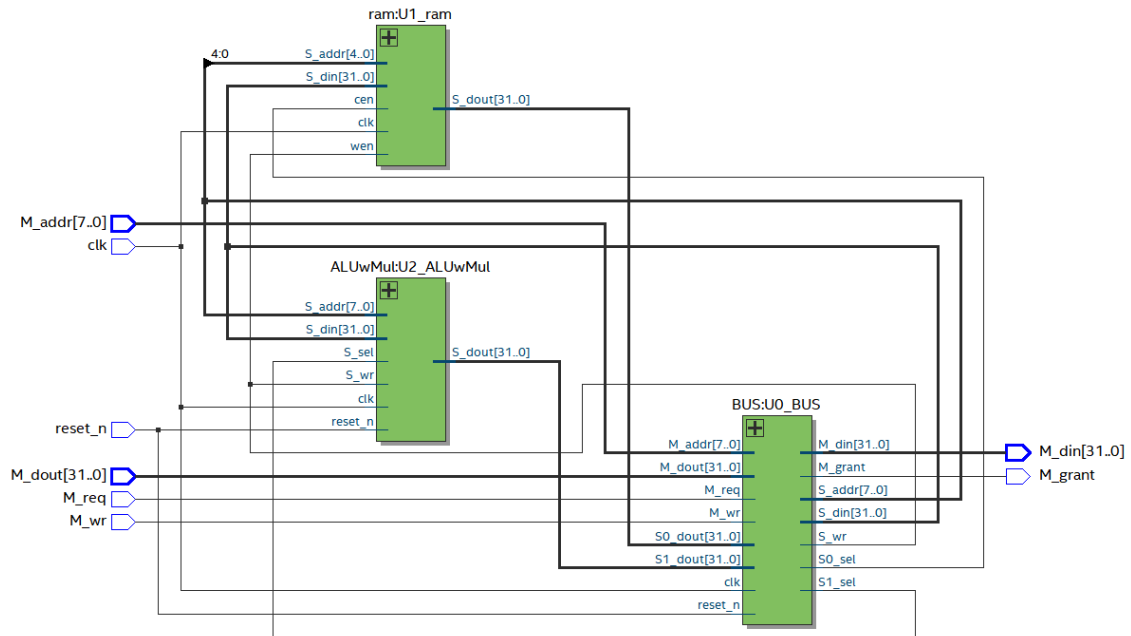 ram:U1_ram
4:0
S_addr[4..0]
S_din[31..0]
cen
clk
wen
S_dout[31..0]
M_addr[7..0]
clk
ALUwMul:U2_ALUwMul
S_addr[7..0]
S_din[31..0]
S_sel
S_wr
clk
reset_n
S_dout[31..0]
reset_n
M_dout[31..0]
M_req
M_wr
BUS:U0_BUS
M_addr[7..0]
M_dout[31..0]
M_req
M_wr
S0_dout[31..0]
S1_dout[31..0]
clk
reset_n
M_din[31..0]
M_grant
S_addr[7..0]
S_din[31..0]
S_wr
S0_sel
S1_sel
M_din[31..0]
M_grant